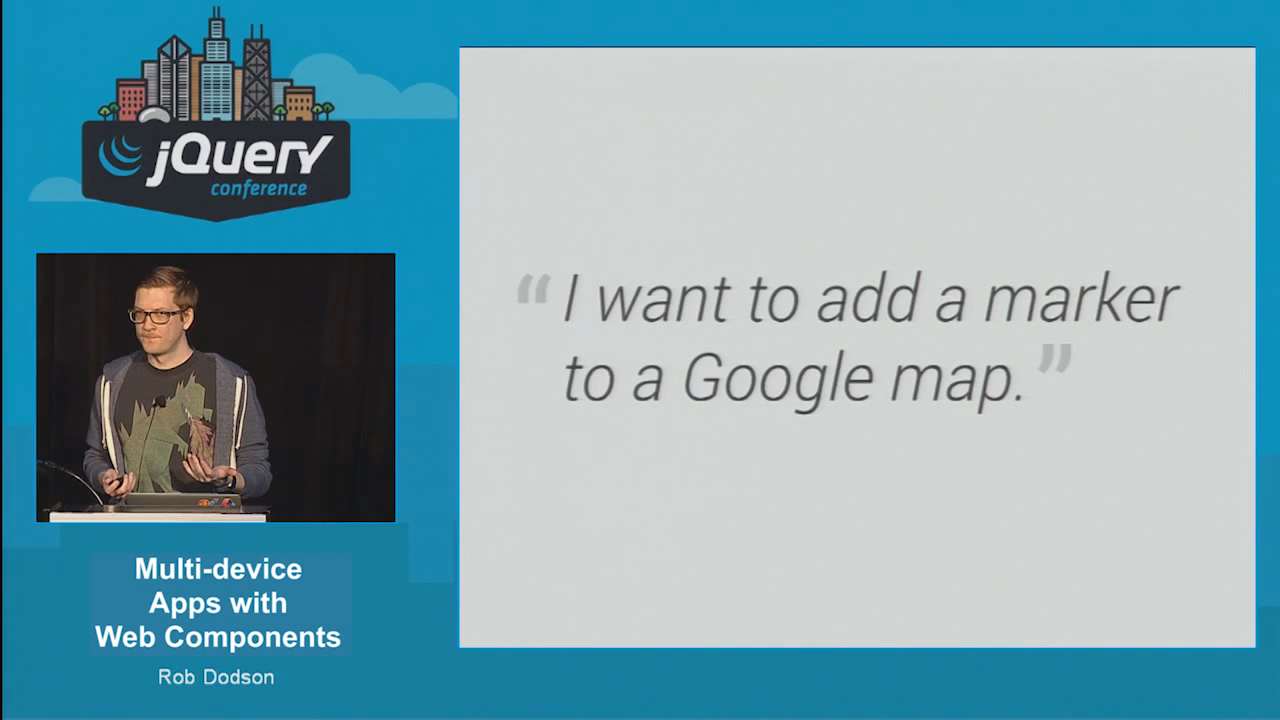 jQuery
conference
“I want to add a marker
to a Google map.”
Multi-device
Apps with
Web Components
Rob Dodson